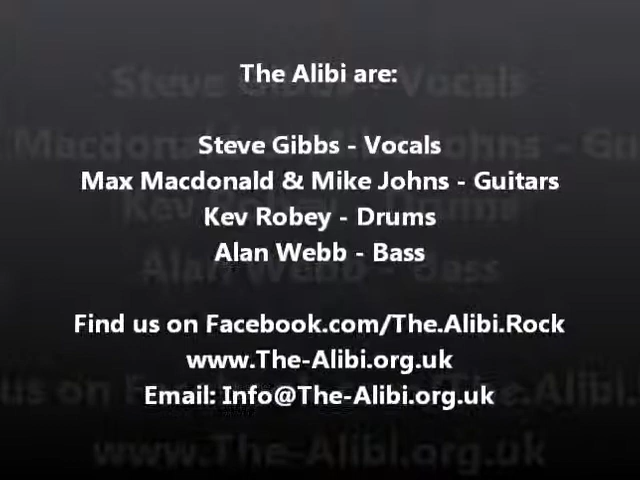 The Alibi are:
Steve Gibbs - Vocals
Max Macdonald & Mike Johns - Guitars
Kev Robey - Drums
Alan Webb - Bass
Find us on Facebook.com/The.Alibi.Rock
www.The-Alibi.org.uk
Email: Info@The-Alibi.org.uk